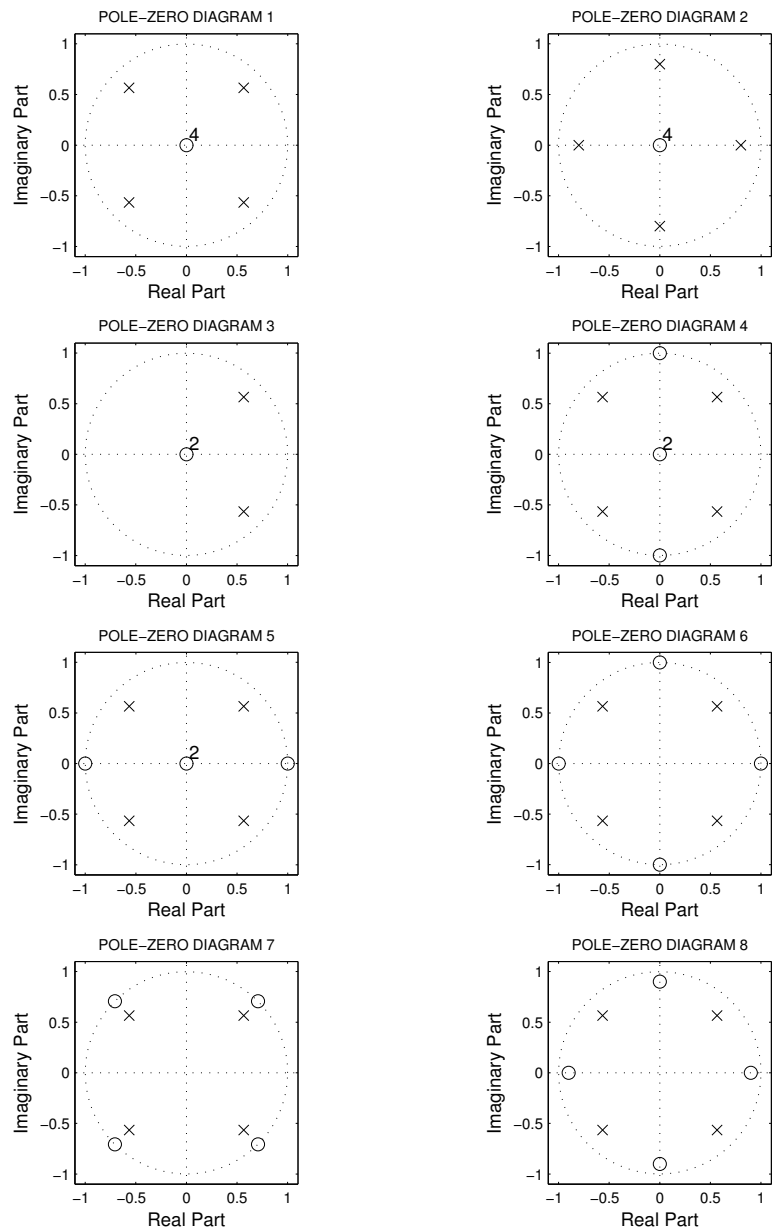 POLE−ZERO DIAGRAM 1
1
0.5
0
−0.5
−1
Imaginary Part
4
−1 −0.5 0 0.5 1
Real Part
POLE−ZERO DIAGRAM 2
1
0.5
0
−0.5
−1
Imaginary Part
4
−1 −0.5 0 0.5 1
Real Part
POLE−ZERO DIAGRAM 3
1
0.5
0
−0.5
−1
Imaginary Part
2
−1 −0.5 0 0.5 1
Real Part
POLE−ZERO DIAGRAM 4
1
0.5
0
−0.5
−1
Imaginary Part
2
−1 −0.5 0 0.5 1
Real Part
POLE−ZERO DIAGRAM 5
1
0.5
0
−0.5
−1
Imaginary Part
2
−1 −0.5 0 0.5 1
Real Part
POLE−ZERO DIAGRAM 6
1
0.5
0
−0.5
−1
Imaginary Part
−1 −0.5 0 0.5 1
Real Part
POLE−ZERO DIAGRAM 7
1
0.5
0
−0.5
−1
Imaginary Part
−1 −0.5 0 0.5 1
Real Part
POLE−ZERO DIAGRAM 8
1
0.5
0
−0.5
−1
Imaginary Part
−1 −0.5 0 0.5 1
Real Part